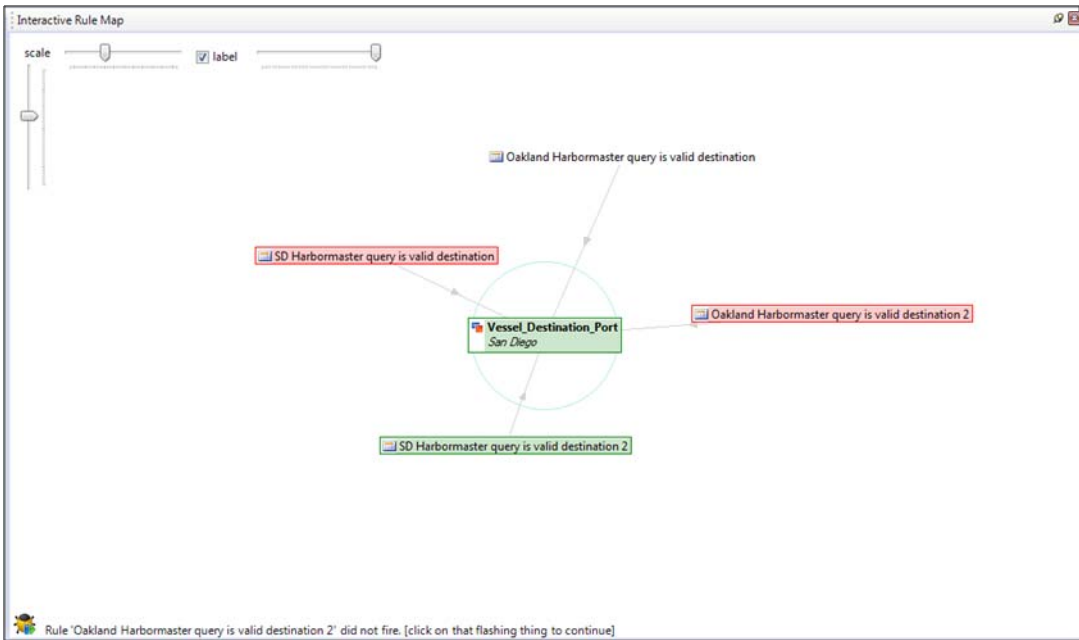 Interactive Rule Map
scale
label
Oakland Harbormaster query is valid destination
SD Harbormaster query is valid destination
Oakland Harbormaster query is valid destination 2
Vessel_Destination_Port
San Diego
SD Harbormaster query is valid destination 2
Rule 'Oakland Harbormaster query is valid destination 2' did not fire. [click on that flashing thing to continue]